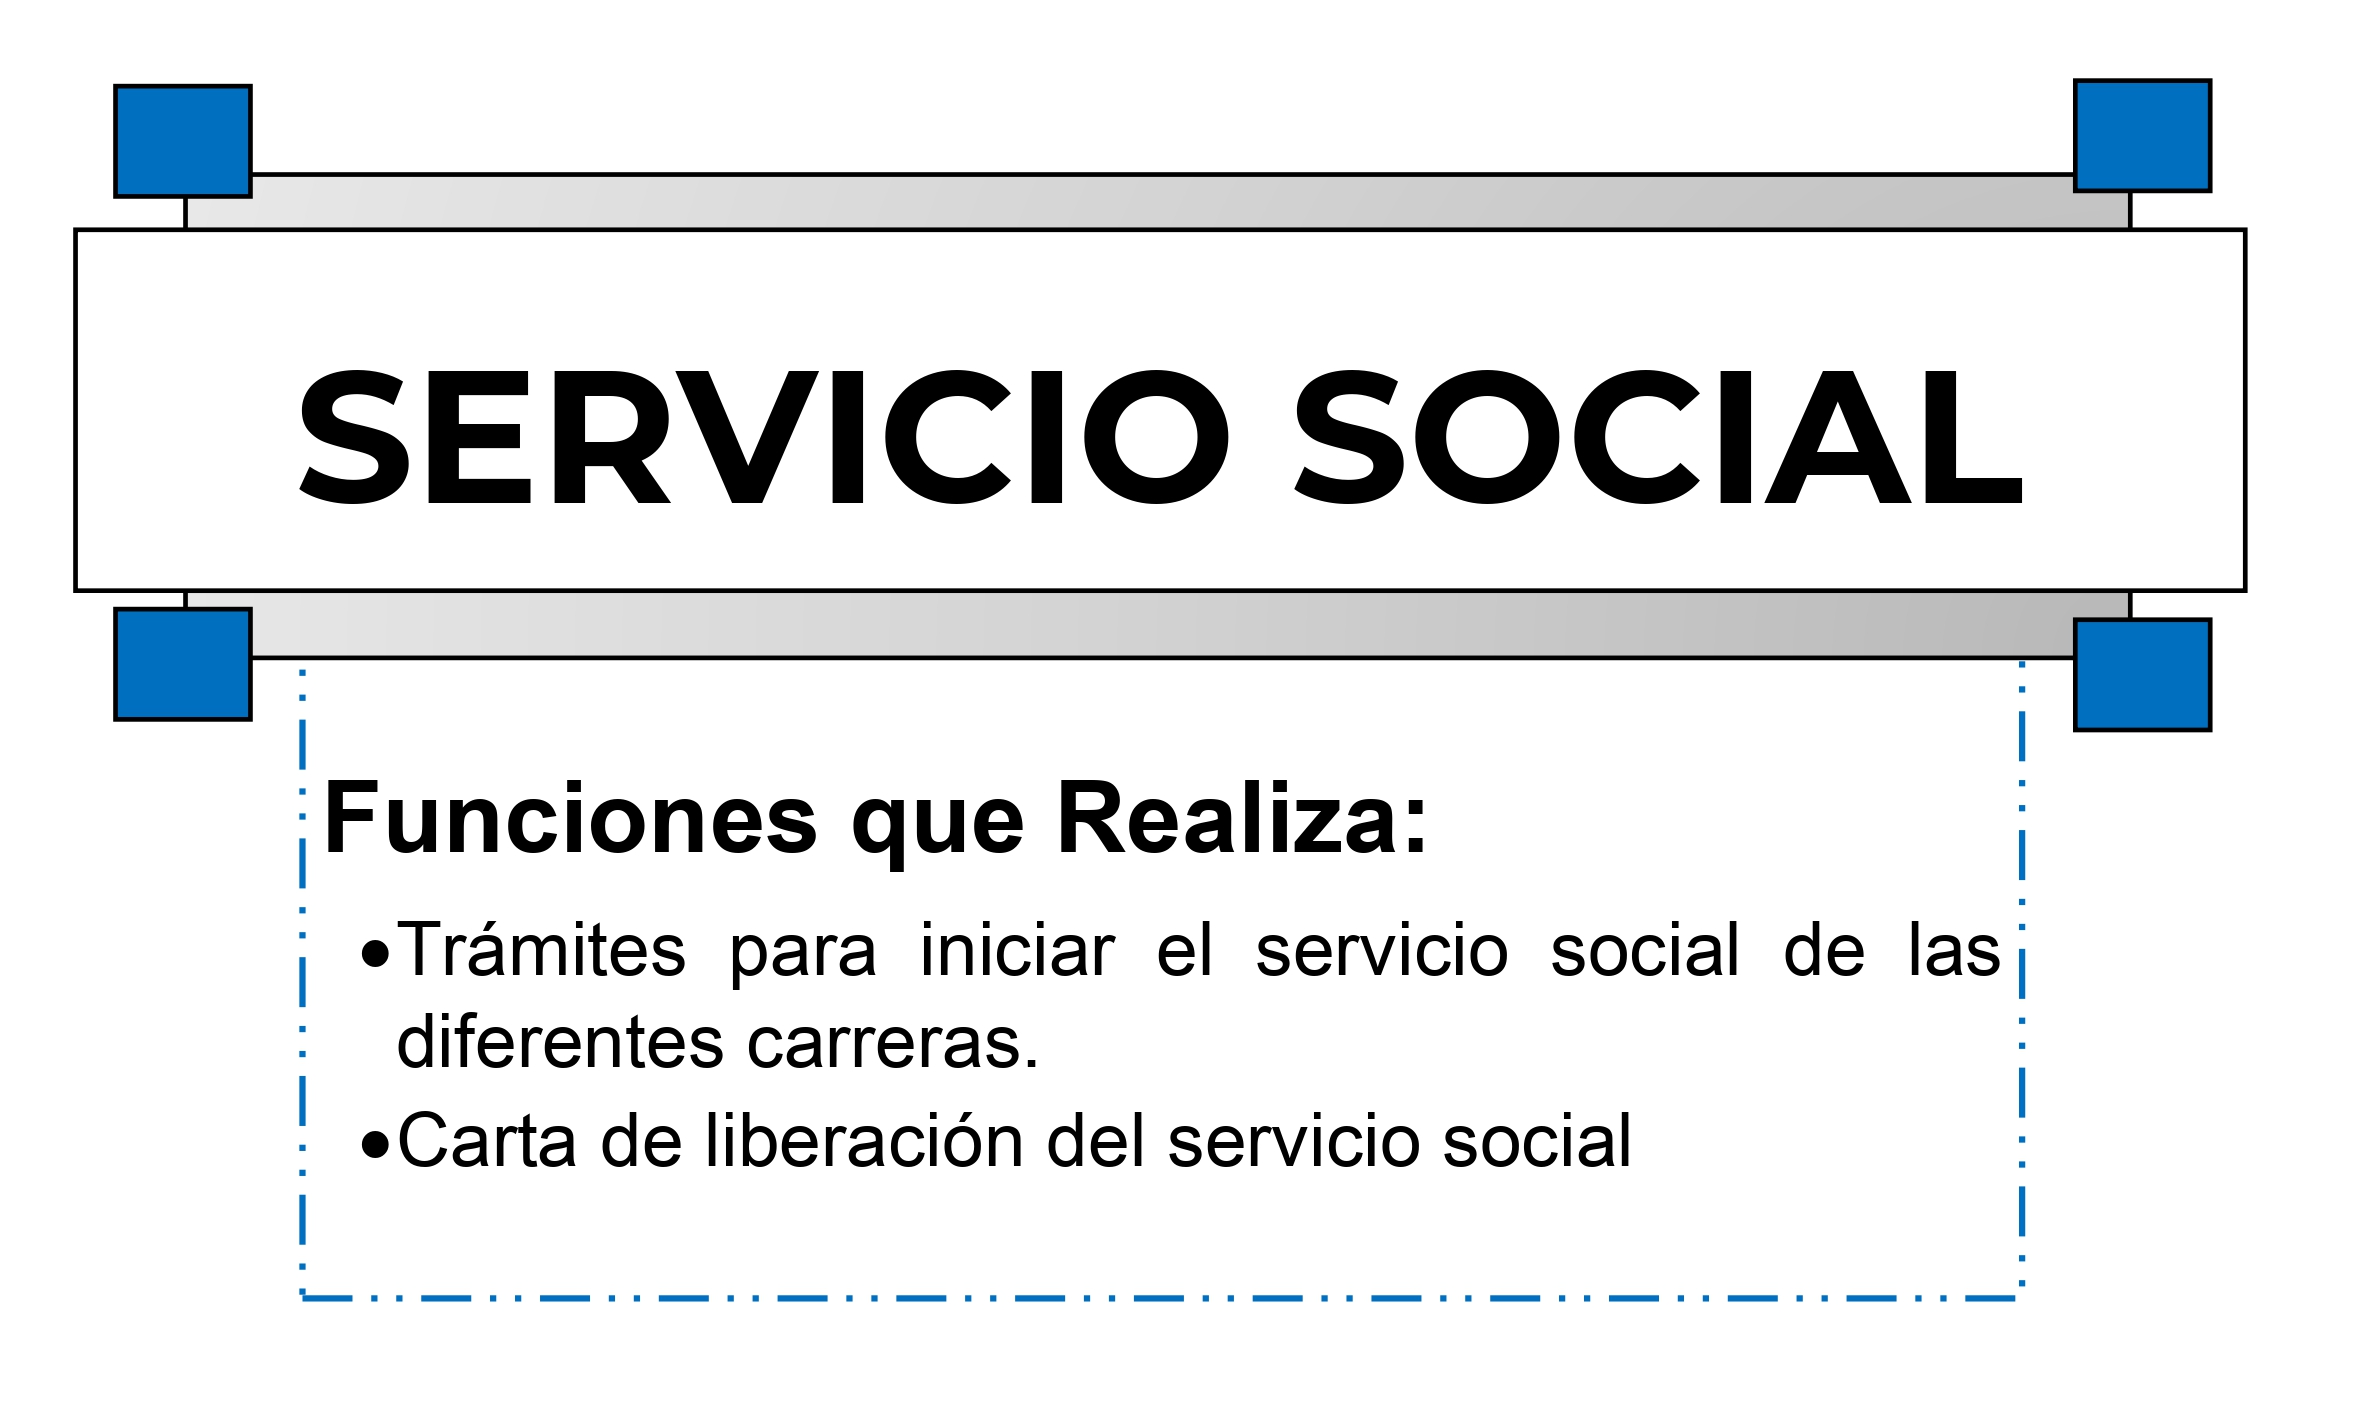 SERVICIO SOCIAL
Funciones que Realiza:
•Trámites para iniciar el servicio social de las
diferentes carreras.
•Carta de liberación del servicio social